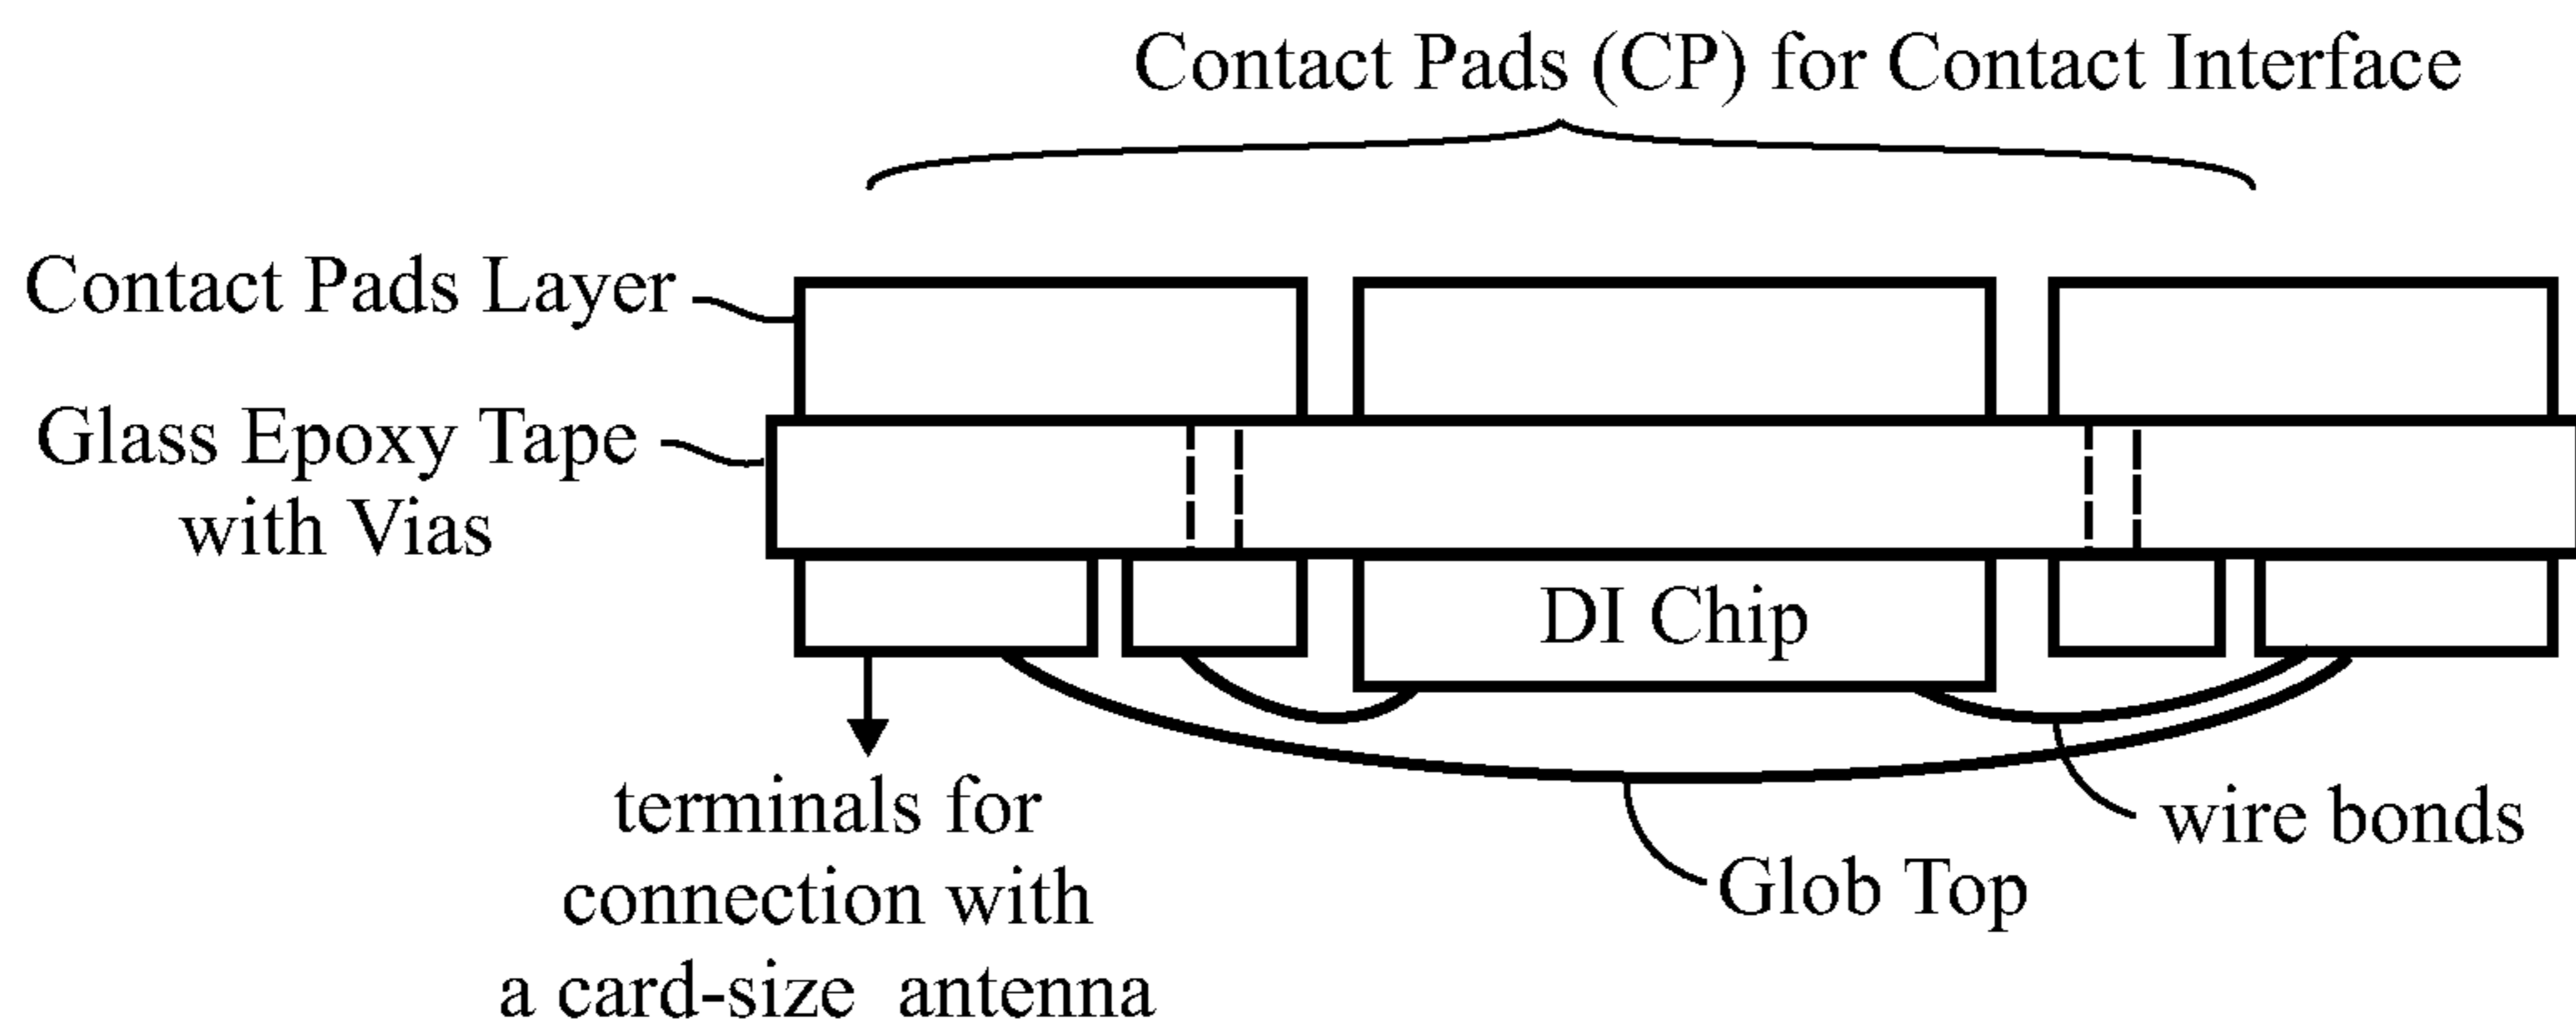 Contact Pads (CP) for Contact Interface
Contact Pads Layer
Glass Epoxy Tape
with Vias
DI Chip
terminals for
connection with
a card-size antenna
wire bonds
Glob Top